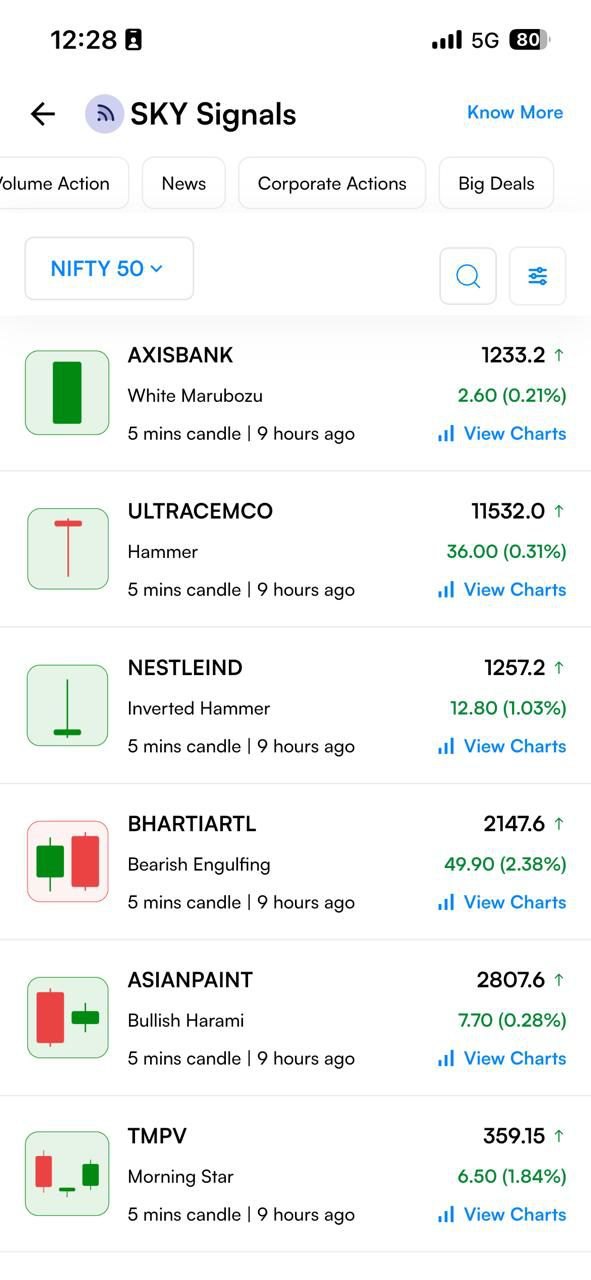 12:28
5G
80
SKY Signals
Know More
Volume Action
News
Corporate Actions
Big Deals
NIFTY 50
AXISBANK
1233.2 ↑
White Marubozu
2.60 (0.21%)
5 mins candle | 9 hours ago
View Charts
ULTRACEMCO
11532.0 ↑
Hammer
36.00 (0.31%)
5 mins candle | 9 hours ago
View Charts
NESTLEIND
1257.2 ↑
Inverted Hammer
12.80 (1.03%)
5 mins candle | 9 hours ago
View Charts
BHARTIARTL
2147.6 ↑
Bearish Engulfing
49.90 (2.38%)
5 mins candle | 9 hours ago
View Charts
ASIANPAINT
2807.6 ↑
Bullish Harami
7.70 (0.28%)
5 mins candle | 9 hours ago
View Charts
TMPV
359.15 ↑
Morning Star
6.50 (1.84%)
5 mins candle | 9 hours ago
View Charts